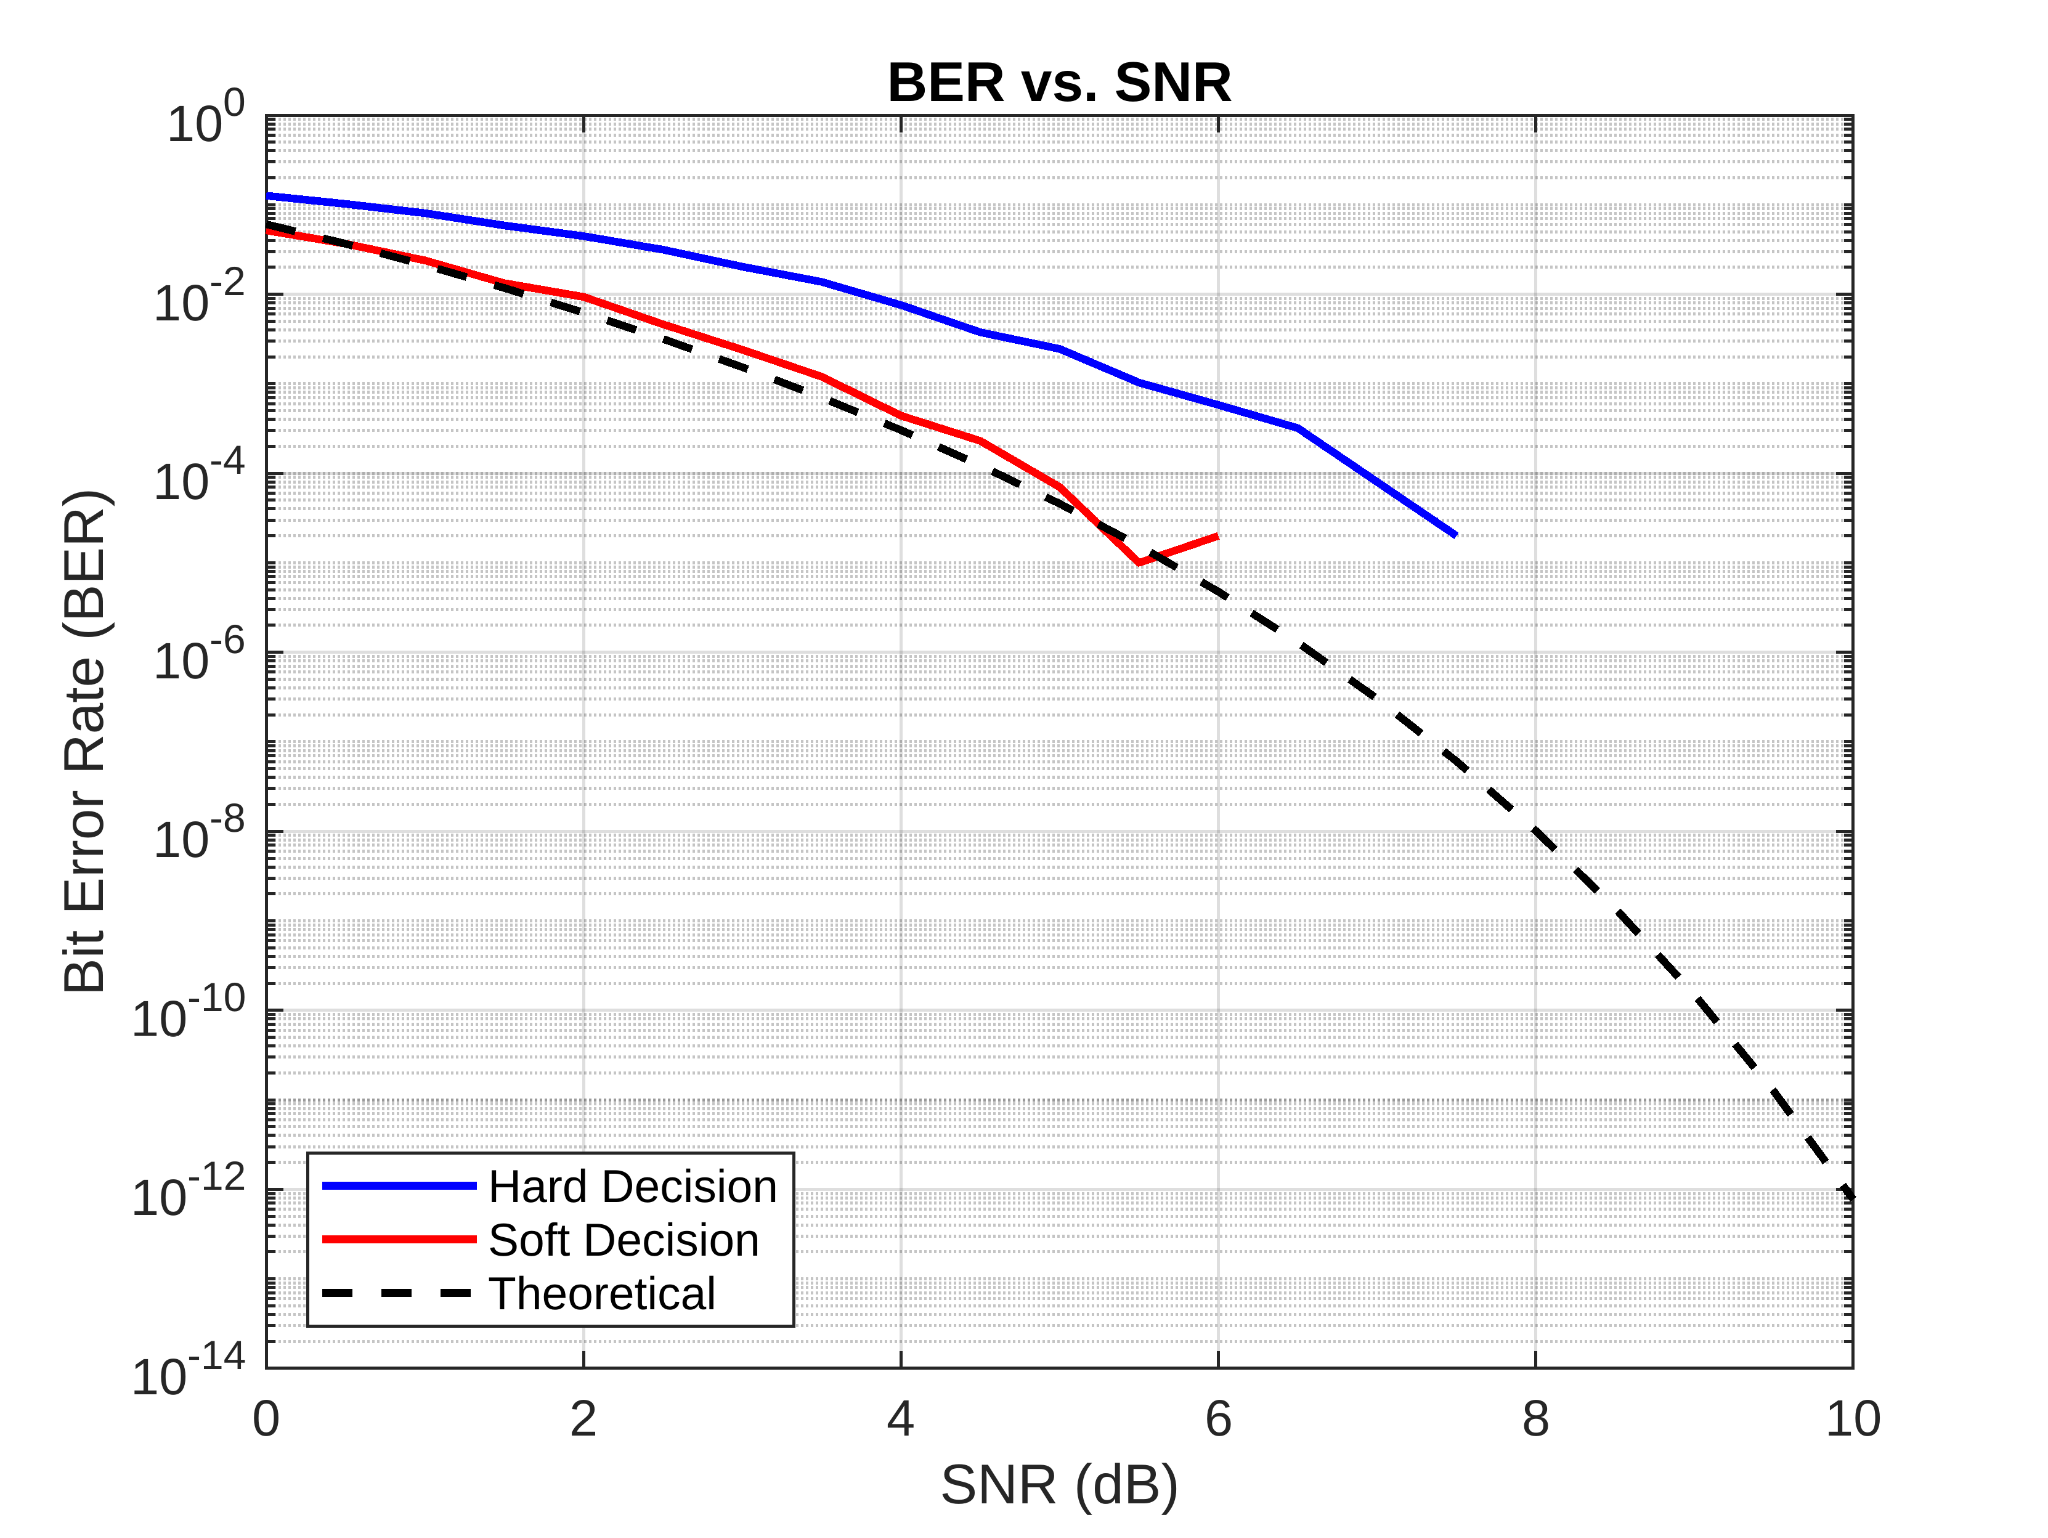 BER vs. SNR
10^0
10^-2
10^-4
10^-6
10^-8
10^-10
10^-12
10^-14
Bit Error Rate (BER)
Hard Decision
Soft Decision
Theoretical
0 2 4 6 8 10
SNR (dB)